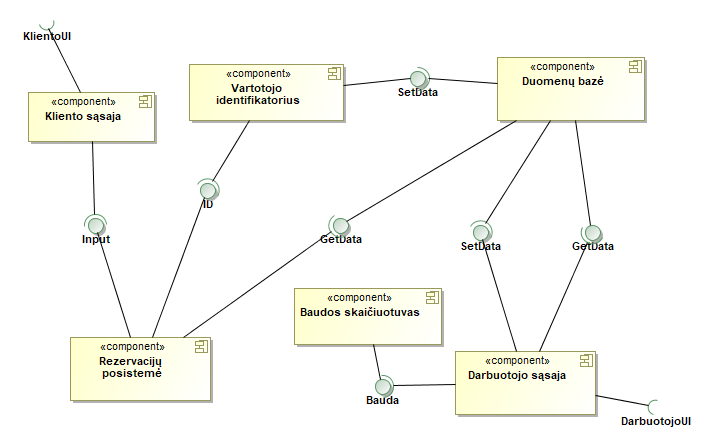 KlientoUI
«component»
Kliento sąsaja
«component»
Vartotojo
identifikatorius
SetData
«component»
Duomenų bazė
ID
Input
GetData
SetData
GetData
«component»
Baudos skaičiuotuvas
«component»
Rezervacijų
posistemė
«component»
Darbuotojo sąsaja
Bauda
DarbuotojoUI